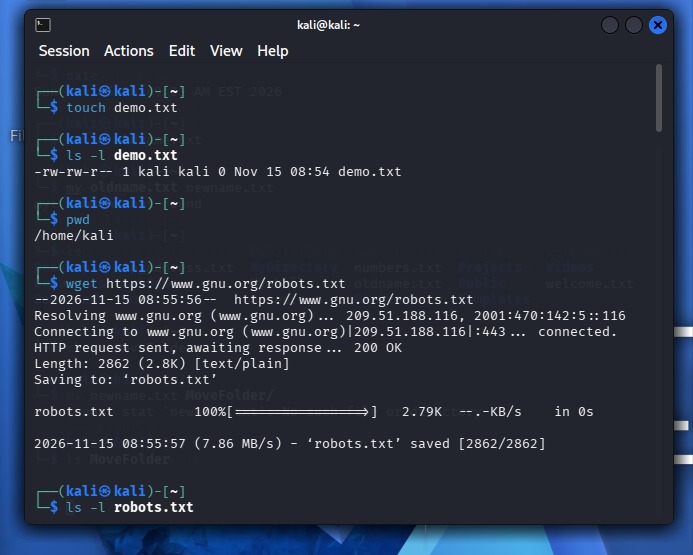 kali@kali: ~
Session Actions Edit View Help
┌──(kali㉿kali)-[~]
└─$ touch demo.txt
┌──(kali㉿kali)-[~]
└─$ ls -l demo.txt
-rw-rw-r-- 1 kali kali 0 Nov 15 08:54 demo.txt
┌──(kali㉿kali)-[~]
└─$ pwd
/home/kali
┌──(kali㉿kali)-[~]
└─$ wget https://www.gnu.org/robots.txt
--2026-11-15 08:55:56--  https://www.gnu.org/robots.txt
Resolving www.gnu.org (www.gnu.org)... 209.51.188.116, 2001:470:142:5::116
Connecting to www.gnu.org (www.gnu.org)|209.51.188.116|:443... connected.
HTTP request sent, awaiting response... 200 OK
Length: 2862 (2.8K) [text/plain]
Saving to: ‘robots.txt’
robots.txt          100%[================>]   2.79K  --.-KB/s    in 0s
2026-11-15 08:55:57 (7.86 MB/s) - ‘robots.txt’ saved [2862/2862]
┌──(kali㉿kali)-[~]
└─$ ls -l robots.txt